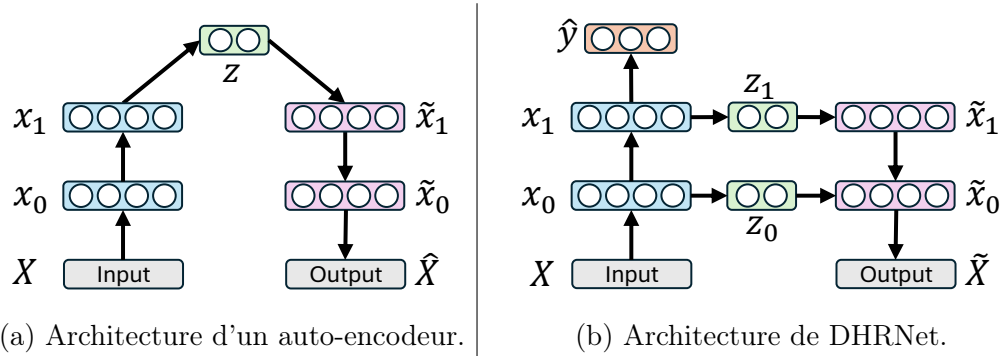 z
x₁ x̃₁
x₀ x̃₀
X Input Output X̂
(a) Architecture d'un auto-encodeur.
ŷ
x₁ z₁ x̃₁
x₀ z₀ x̃₀
X Input Output X̃
(b) Architecture de DHRNet.